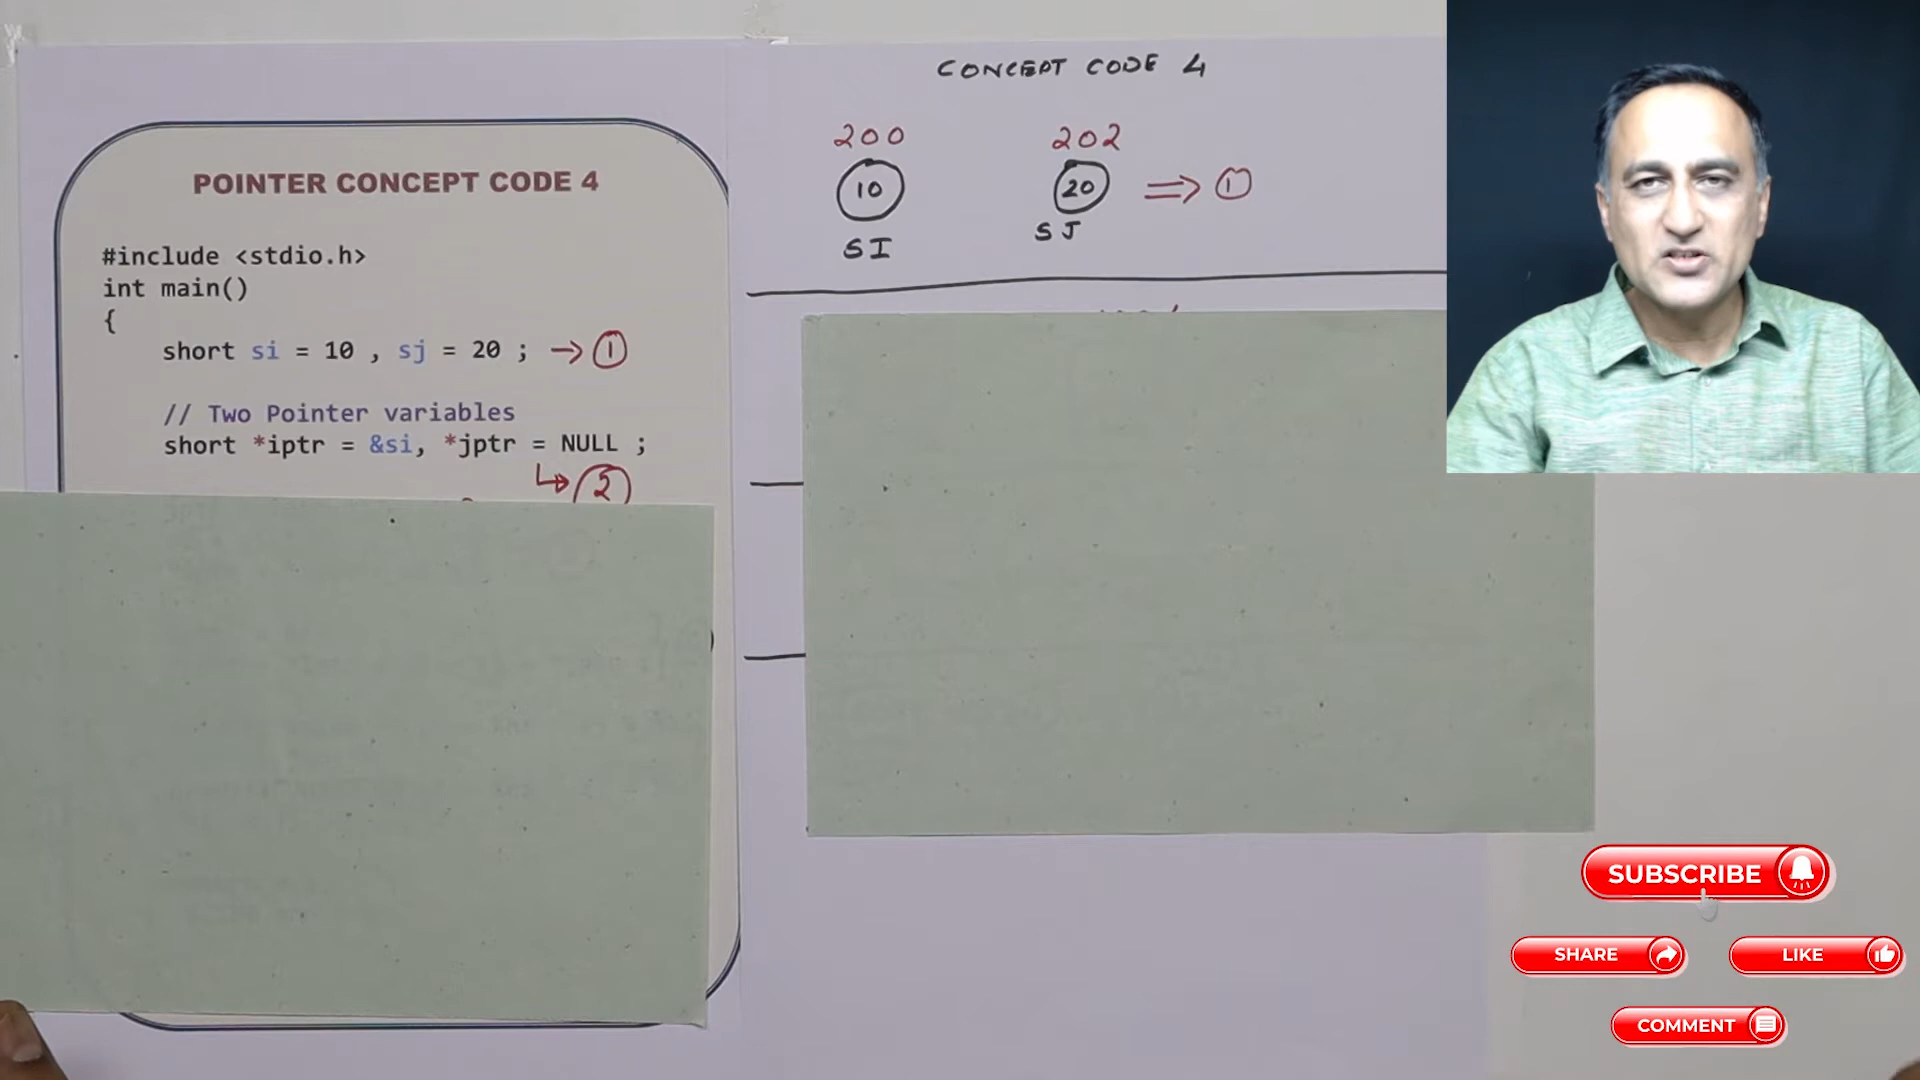 POINTER CONCEPT CODE 4
#include <stdio.h>
int main()
{
short si = 10 , sj = 20 ; → ①
// Two Pointer variables
short *iptr = &si, *jptr = NULL ;
↳ ②
CONCEPT CODE 4
200 202
10 20 ⇒ ①
SI SJ
SUBSCRIBE
SHARE LIKE
COMMENT